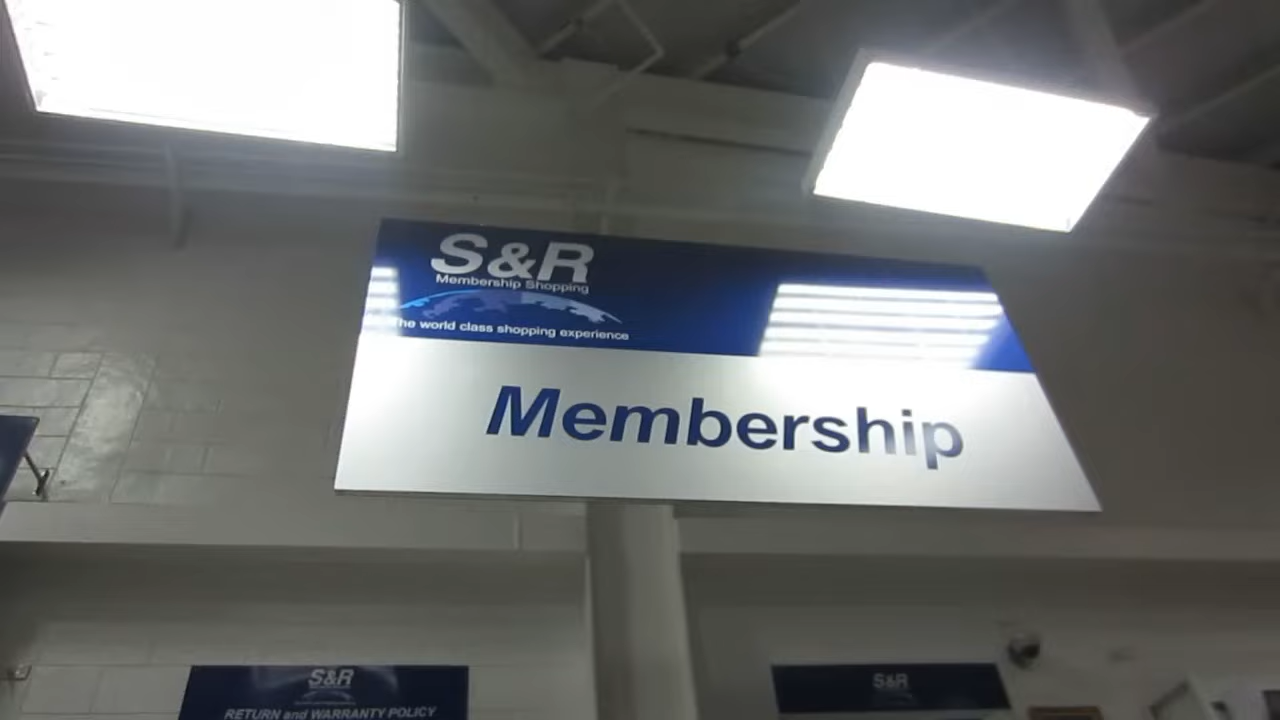 S&R
Membership Shopping
The world class shopping experience
Membership
S&R
RETURN and WARRANTY POLICY
S&R